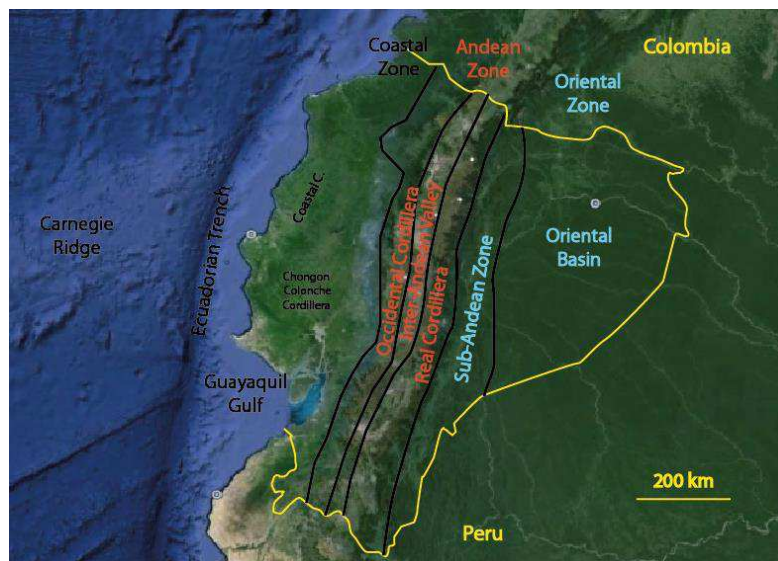 Coastal
Zone
Andean
Zone
Colombia
Oriental
Zone
Carnegie
Ridge
Ecuadorian Trench
Coastal C.
Chongon
Colonche
Cordillera
Occidental Cordillera
Inter-Andean Valley
Real Cordillera
Sub-Andean Zone
Oriental
Basin
Guayaquil
Gulf
200 km
Peru